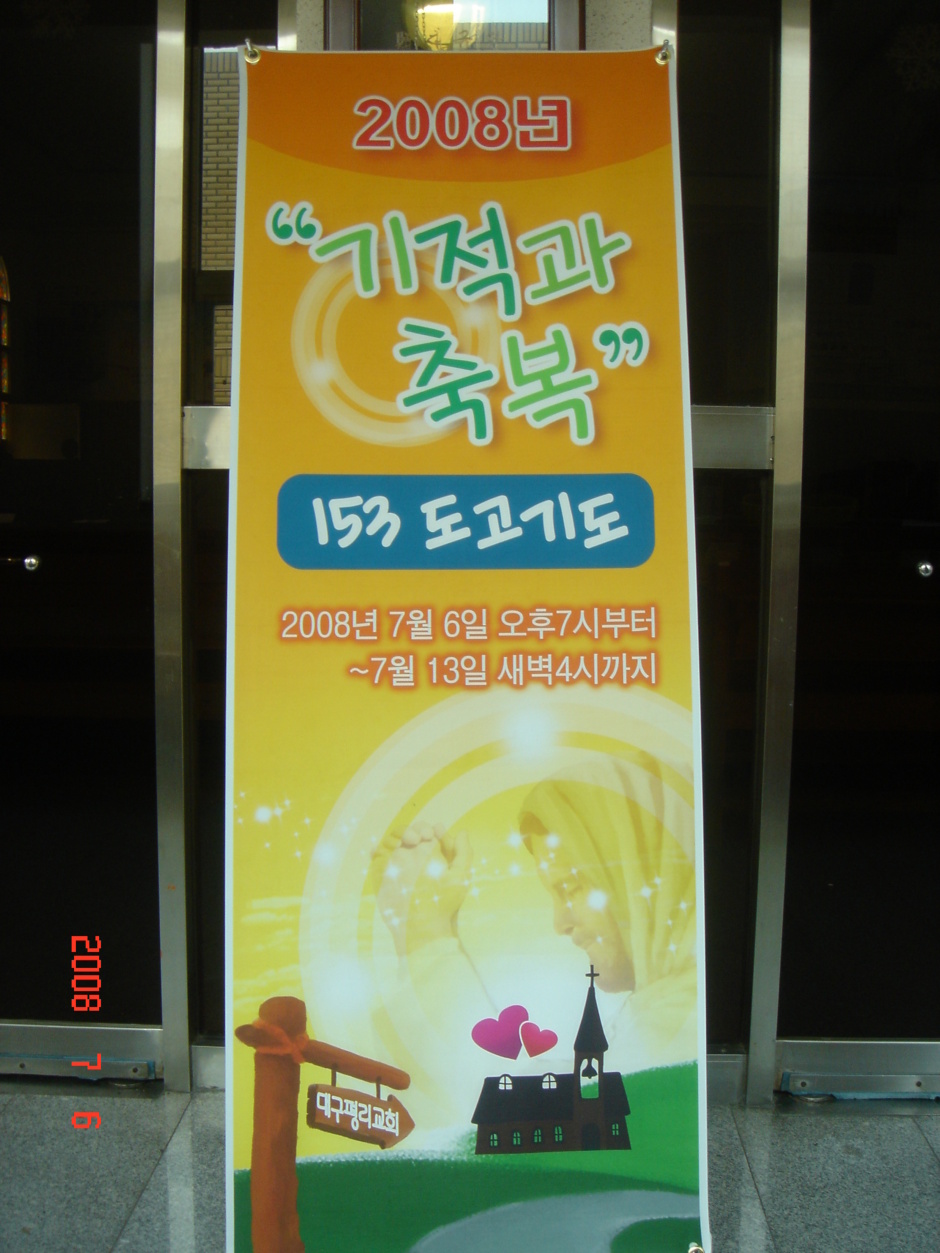 2008년
“기적과
축복”
153 도고기도
2008년 7월 6일 오후7시부터
~7월 13일 새벽4시까지
대구평리교회
2008 7 6